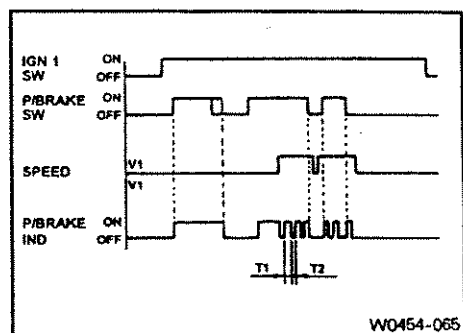 IGN 1 ON
SW OFF
P/BRAKE ON
SW OFF
SPEED V1
V1
P/BRAKE ON
IND OFF
T1 T2
W0454-065